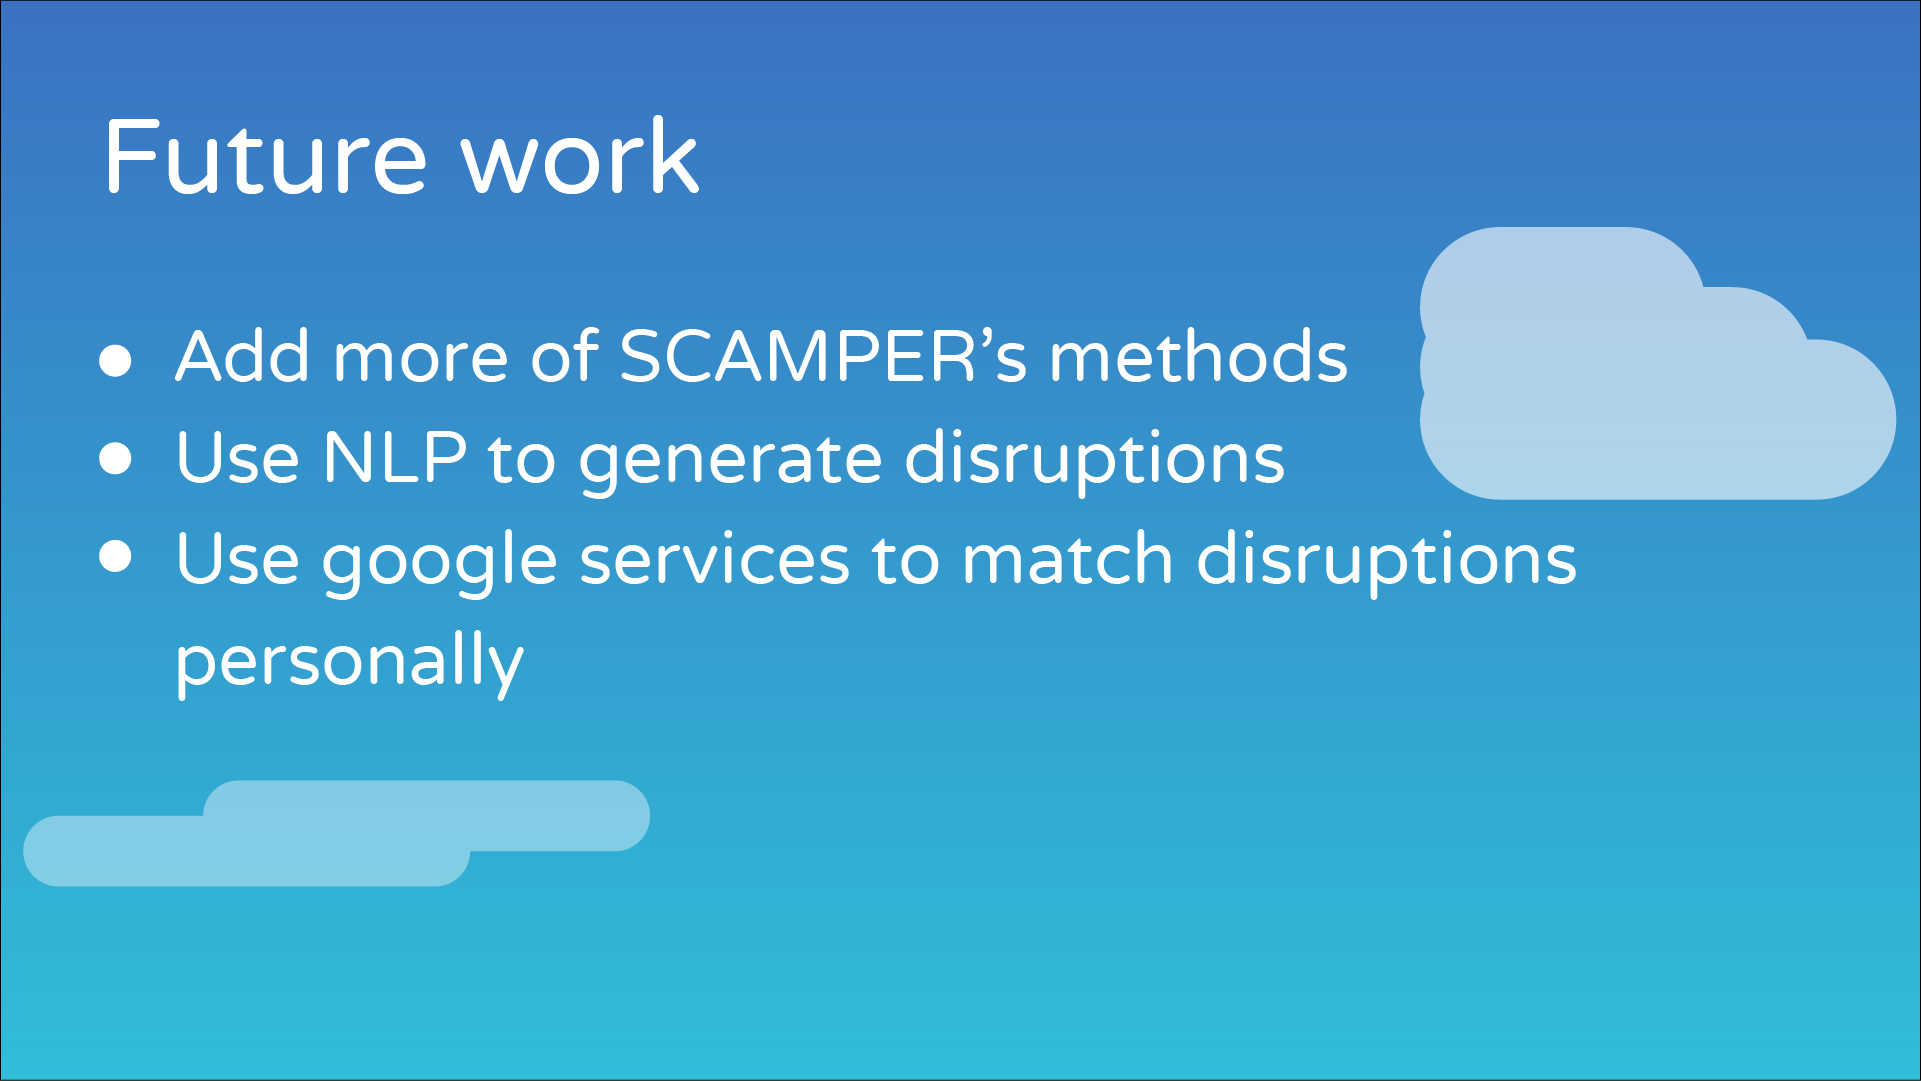 Future work
● Add more of SCAMPER’s methods
● Use NLP to generate disruptions
● Use google services to match disruptions
personally